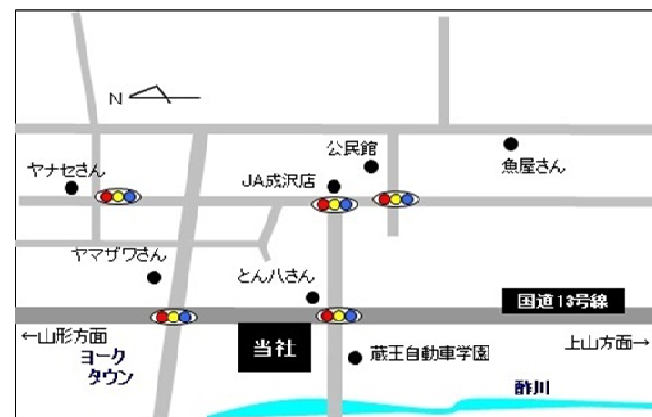 N
公民館
魚屋さん
ヤナセさん
JA成沢店
ヤマザワさん
とん八さん
国道13号線
←山形方面
上山方面→
ヨーク
タウン
当社
蔵王自動車学園
酢川